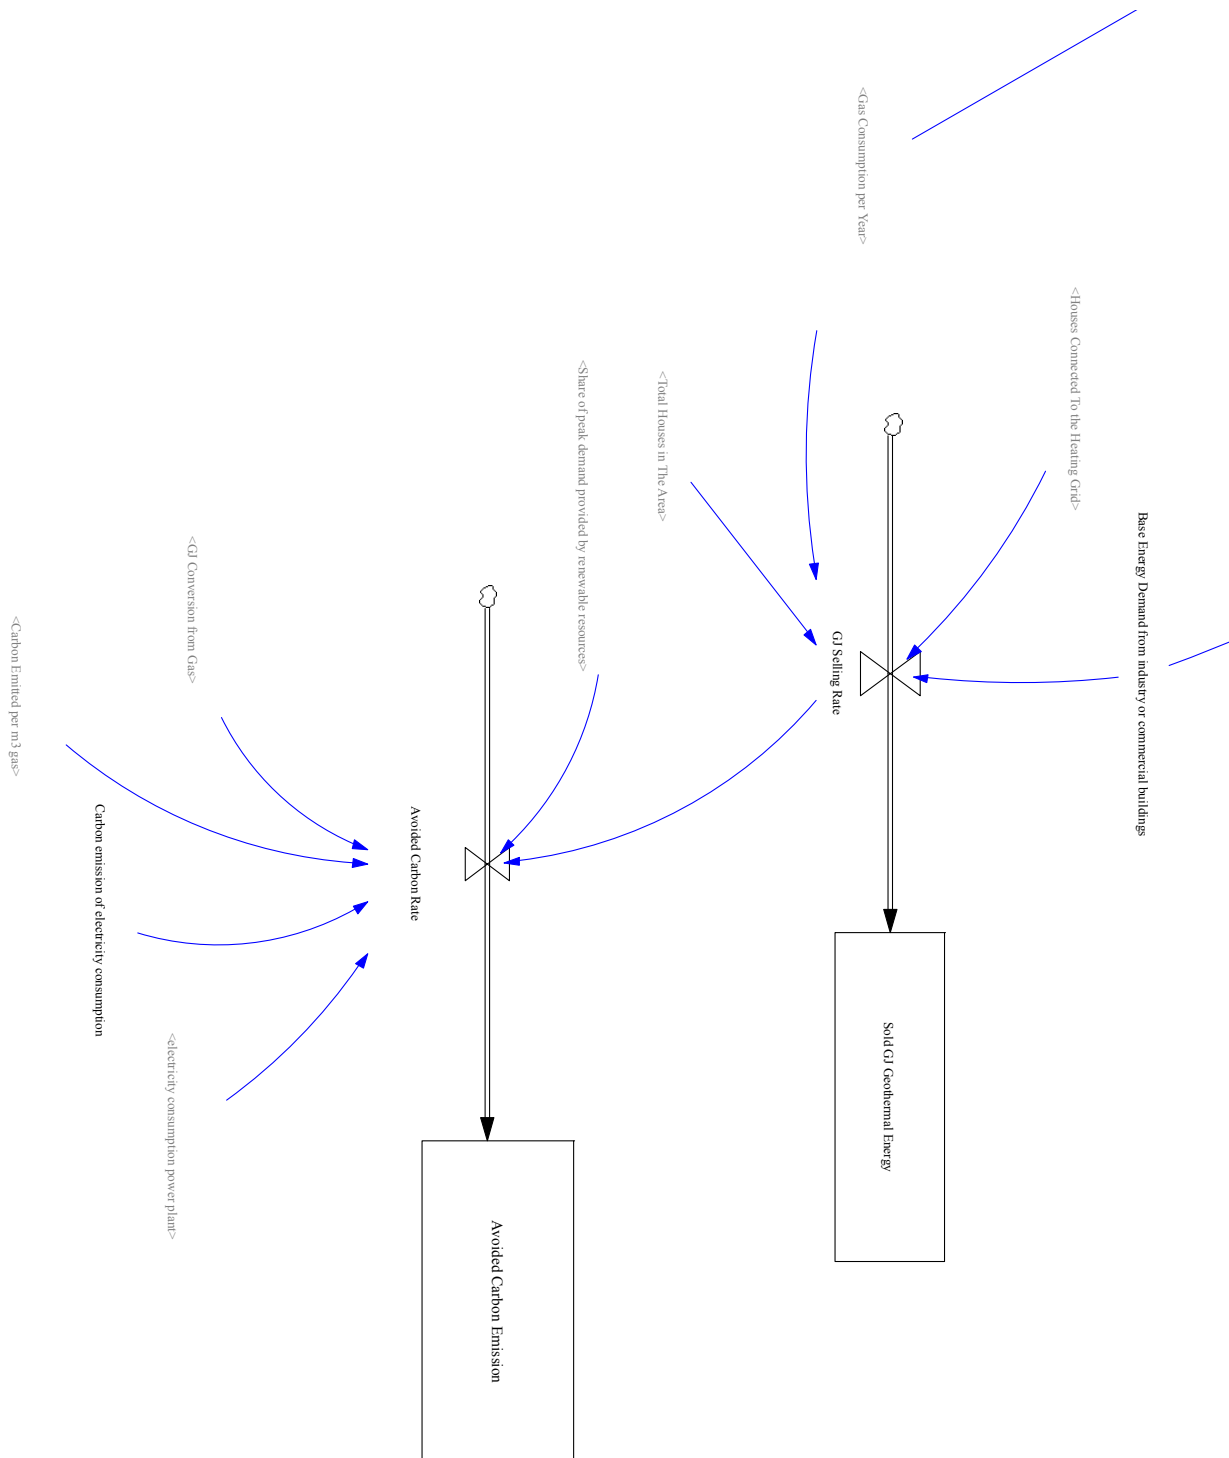 Base Energy Demand from industry or commercial buildings
<Houses Connected To the Heating Grid>
<Gas Consumption per Year>
GJ Selling Rate
Sold GJ Geothermal Energy
<Total Houses in The Area>
<Share of peak demand provided by renewable resources>
Avoided Carbon Rate
Avoided Carbon Emission
<GJ Conversion from Gas>
<electricity consumption power plant>
Carbon emission of electricity consumption
<Carbon Emitted per m3 gas>